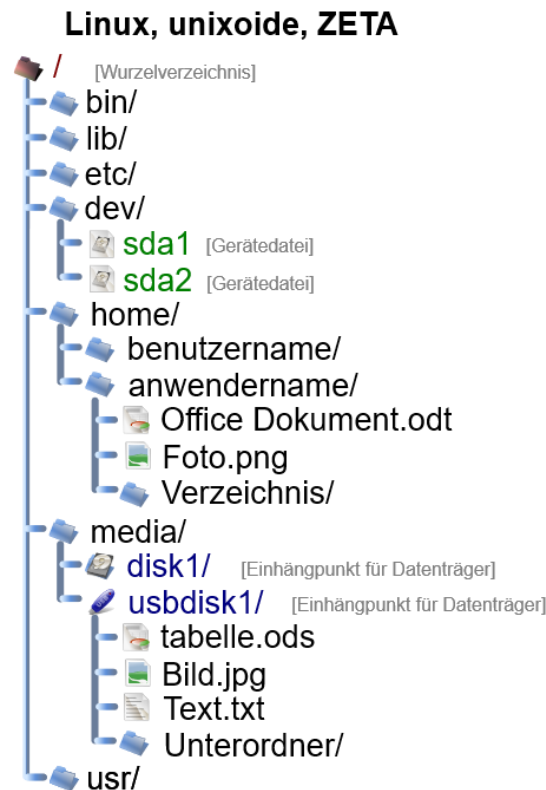 Linux, unixoide, ZETA
/ [Wurzelverzeichnis]
bin/
lib/
etc/
dev/
sda1 [Gerätedatei]
sda2 [Gerätedatei]
home/
benutzername/
anwendername/
Office Dokument.odt
Foto.png
Verzeichnis/
media/
disk1/ [Einhängpunkt für Datenträger]
usbdisk1/ [Einhängpunkt für Datenträger]
tabelle.ods
Bild.jpg
Text.txt
Unterordner/
usr/